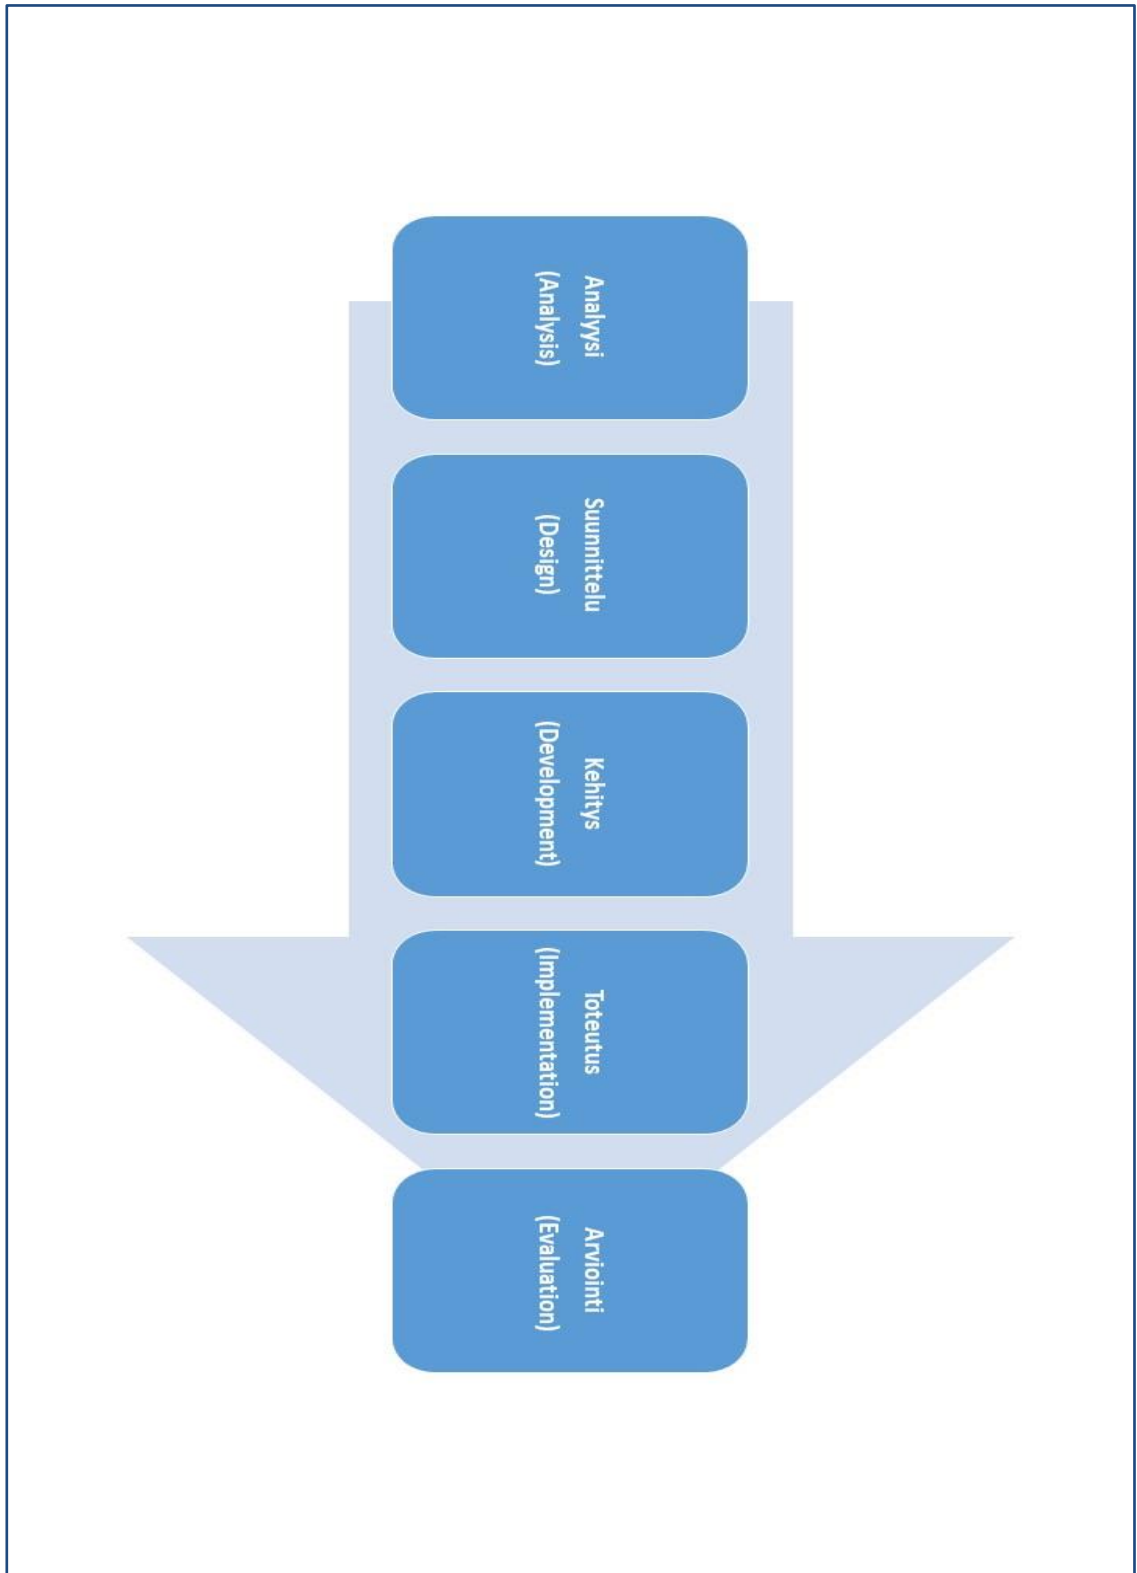 Analyysi
(Analysis)
Suunnittelu
(Design)
Kehitys
(Development)
Toteutus
(Implementation)
Arviointi
(Evaluation)